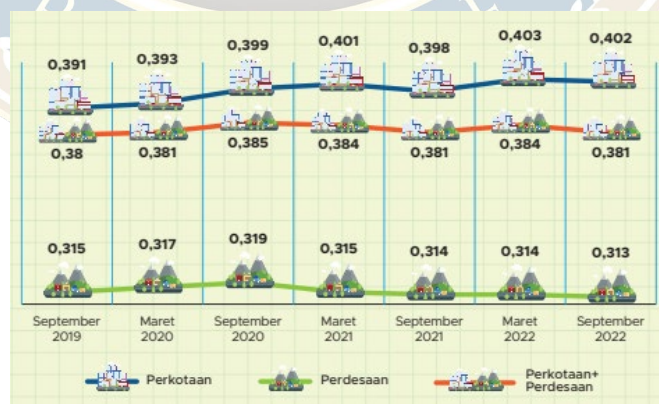 0,391
0,393
0,399
0,401
0,398
0,403
0,402
0,38
0,381
0,385
0,384
0,381
0,384
0,381
0,315
0,317
0,319
0,315
0,314
0,314
0,313
September
2019
Maret
2020
September
2020
Maret
2021
September
2021
Maret
2022
September
2022
Perkotaan
Perdesaan
Perkotaan+
Perdesaan